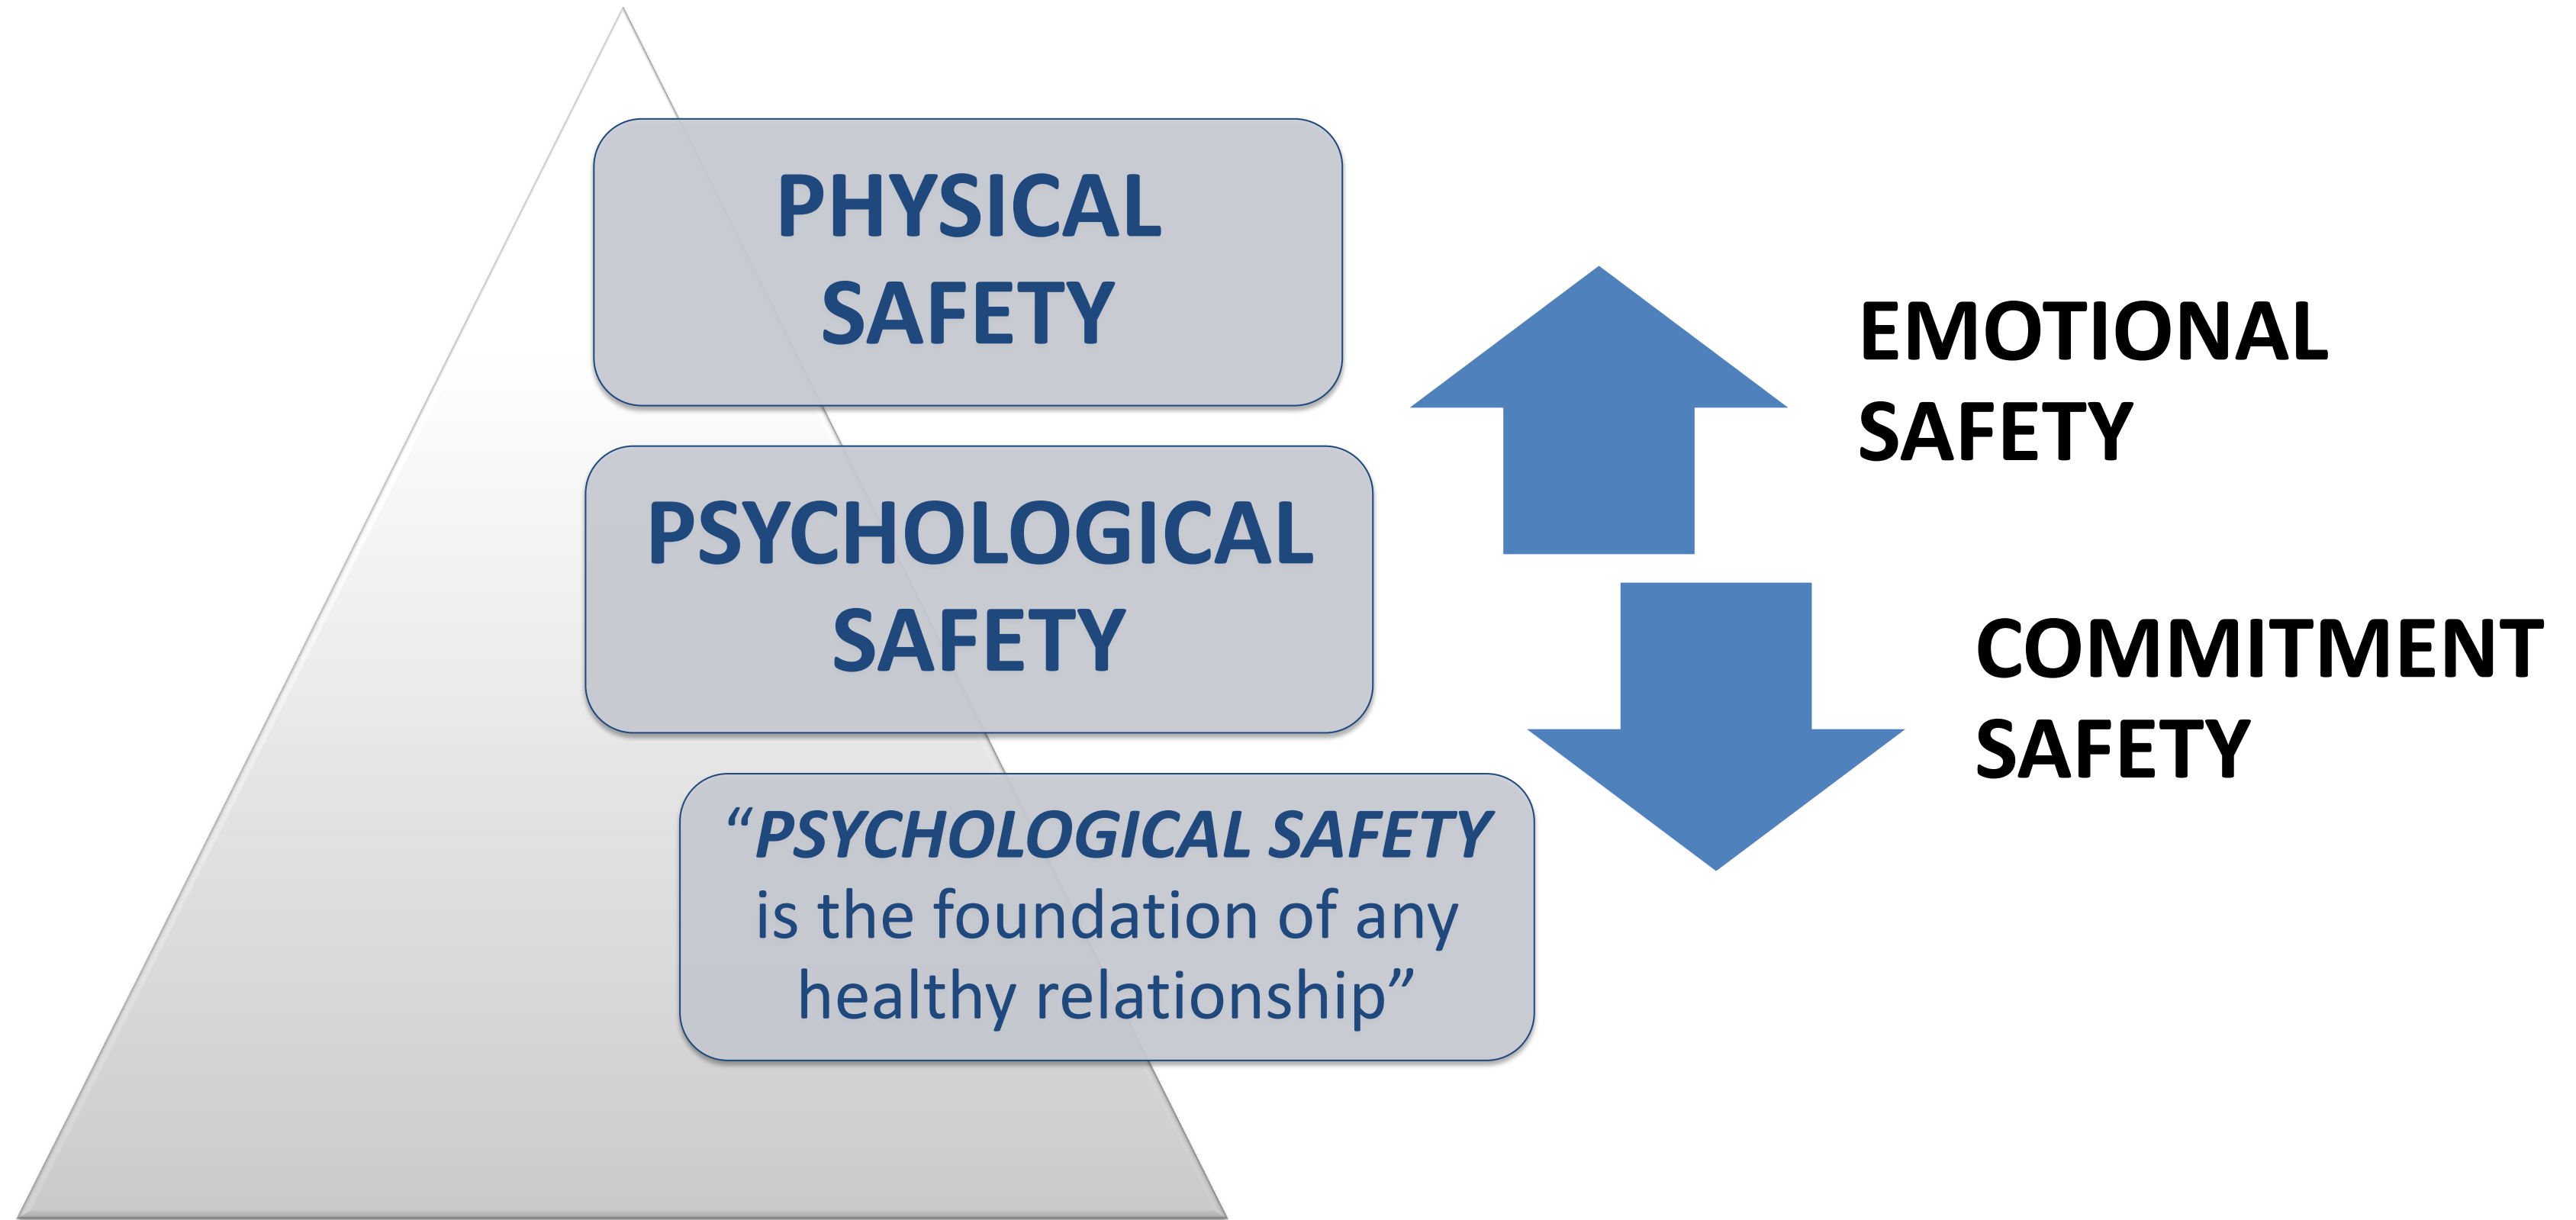 PHYSICAL
SAFETY
PSYCHOLOGICAL
SAFETY
“PSYCHOLOGICAL SAFETY
is the foundation of any
healthy relationship”
EMOTIONAL
SAFETY
COMMITMENT
SAFETY